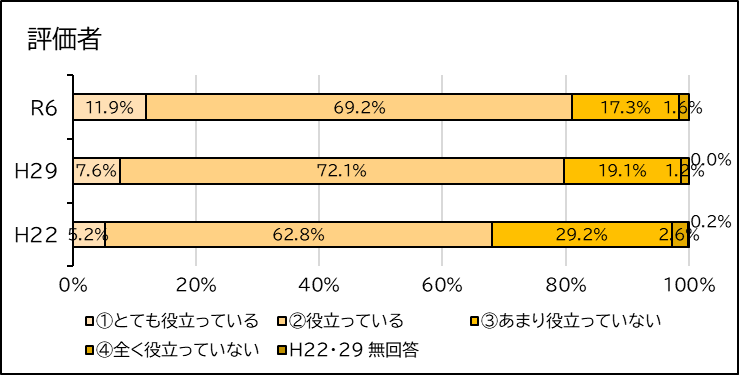 評価者
R6 11.9% 69.2% 17.3% 1.6%
0.0%
H29 7.6% 72.1% 19.1% 1.2%
0.2%
H22 5.2% 62.8% 29.2% 2.6%
0% 20% 40% 60% 80% 100%
①とても役立っている ②役立っている ③あまり役立っていない
④全く役立っていない H22・29 無回答